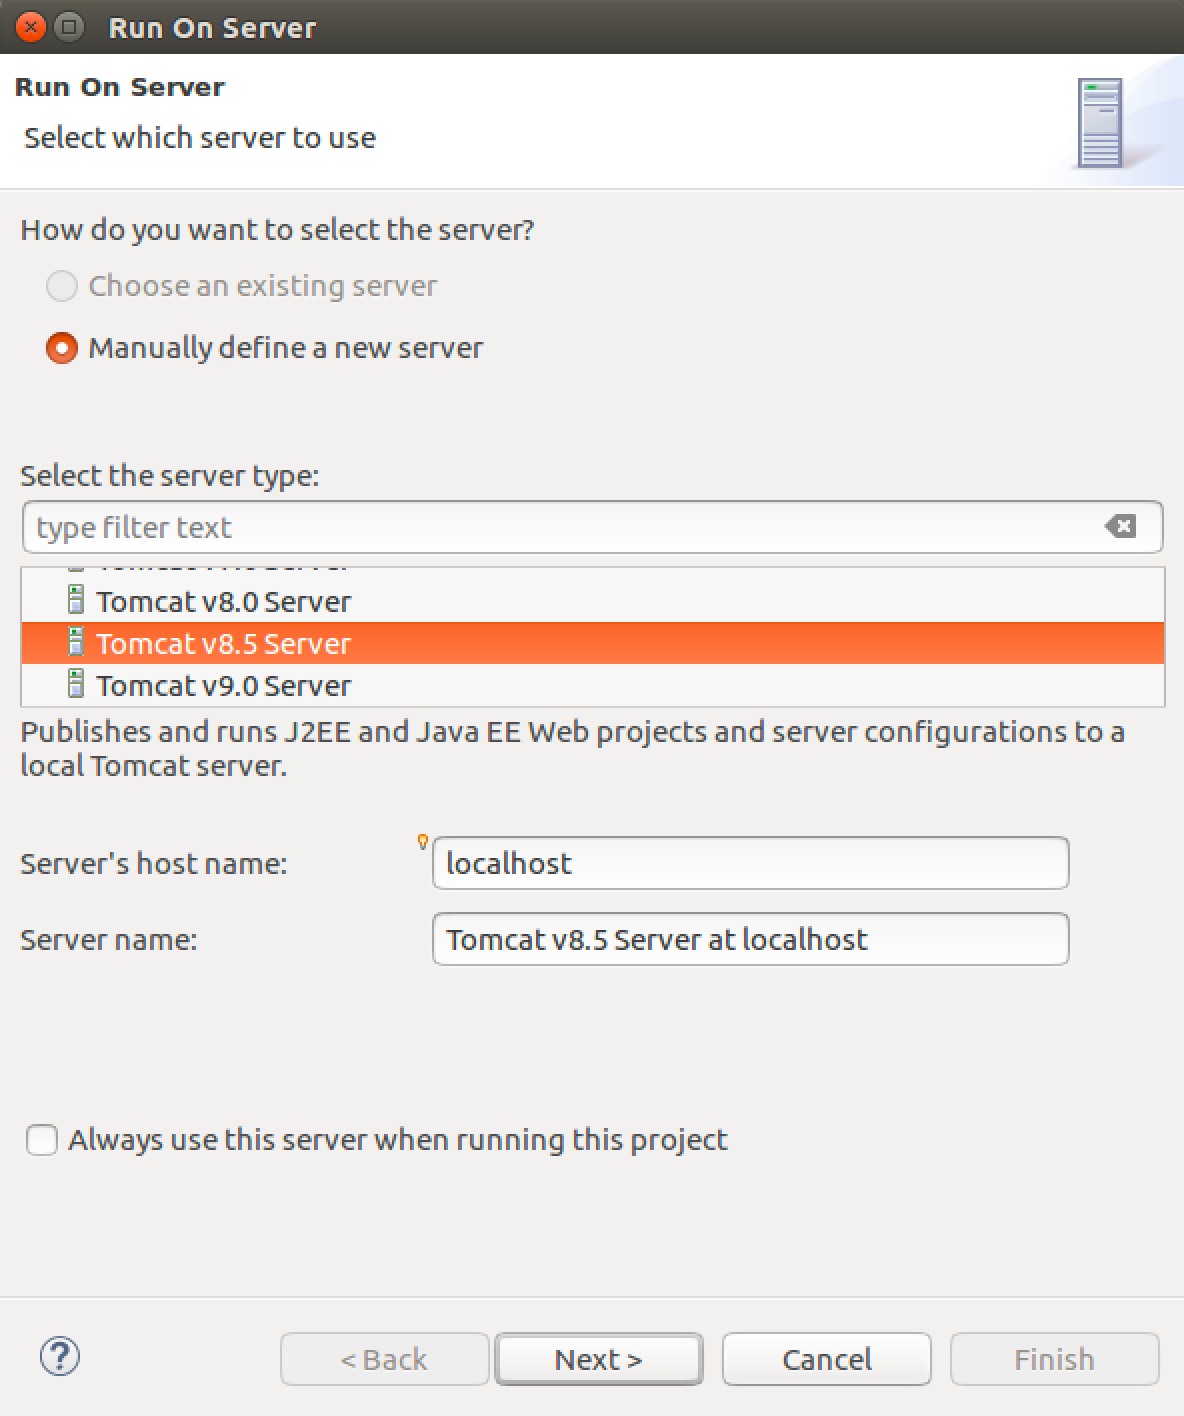 Run On Server
Run On Server
Select which server to use
How do you want to select the server?
Choose an existing server
Manually define a new server
Select the server type:
type filter text
Tomcat v8.0 Server
Tomcat v8.5 Server
Tomcat v9.0 Server
Publishes and runs J2EE and Java EE Web projects and server configurations to a
local Tomcat server.
Server's host name: localhost
Server name: Tomcat v8.5 Server at localhost
Always use this server when running this project
? < Back Next > Cancel Finish